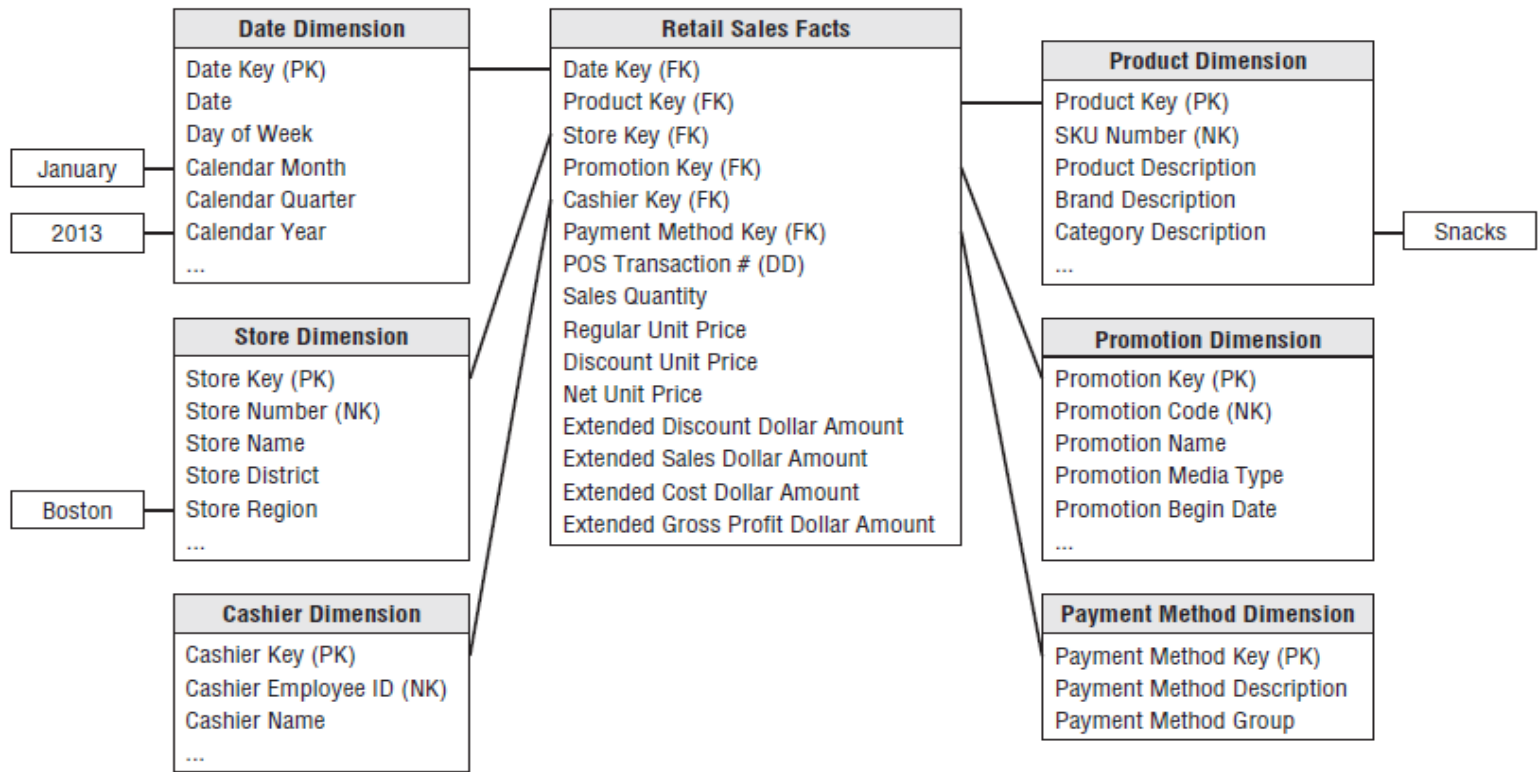 Date Dimension
Date Key (PK)
Date
Day of Week
Calendar Month
Calendar Quarter
Calendar Year
...
January
2013
Store Dimension
Store Key (PK)
Store Number (NK)
Store Name
Store District
Store Region
...
Boston
Cashier Dimension
Cashier Key (PK)
Cashier Employee ID (NK)
Cashier Name
...
Retail Sales Facts
Date Key (FK)
Product Key (FK)
Store Key (FK)
Promotion Key (FK)
Cashier Key (FK)
Payment Method Key (FK)
POS Transaction # (DD)
Sales Quantity
Regular Unit Price
Discount Unit Price
Net Unit Price
Extended Discount Dollar Amount
Extended Sales Dollar Amount
Extended Cost Dollar Amount
Extended Gross Profit Dollar Amount
Product Dimension
Product Key (PK)
SKU Number (NK)
Product Description
Brand Description
Category Description
...
Snacks
Promotion Dimension
Promotion Key (PK)
Promotion Code (NK)
Promotion Name
Promotion Media Type
Promotion Begin Date
...
Payment Method Dimension
Payment Method Key (PK)
Payment Method Description
Payment Method Group